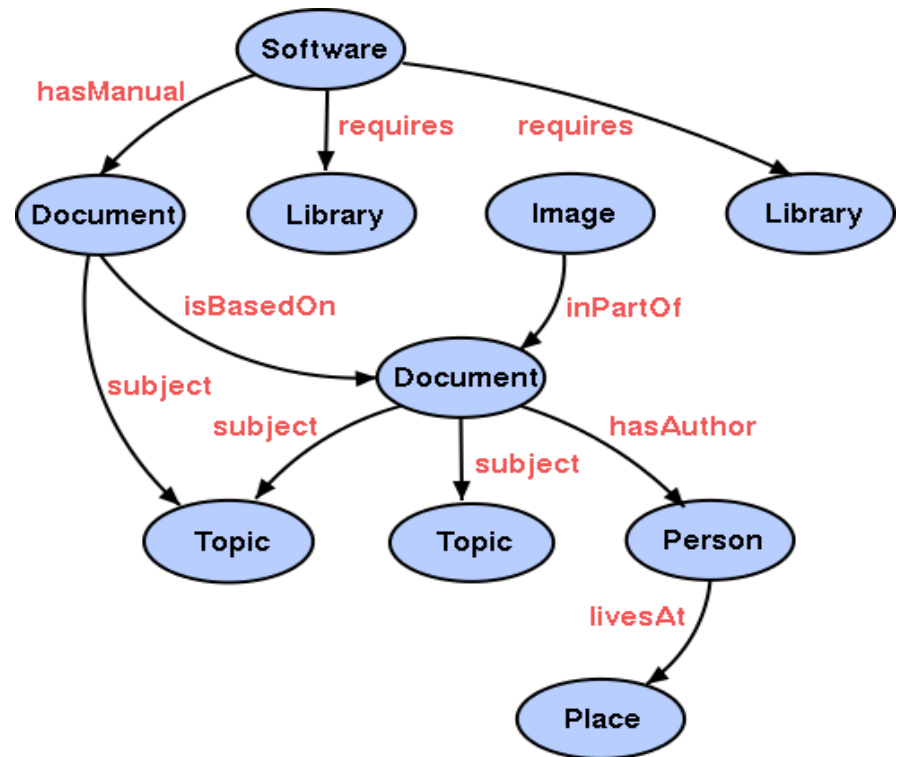 Software
hasManual
requires
requires
Document
Library
Image
Library
isBasedOn
inPartOf
Document
subject
subject
hasAuthor
subject
Topic
Topic
Person
livesAt
Place